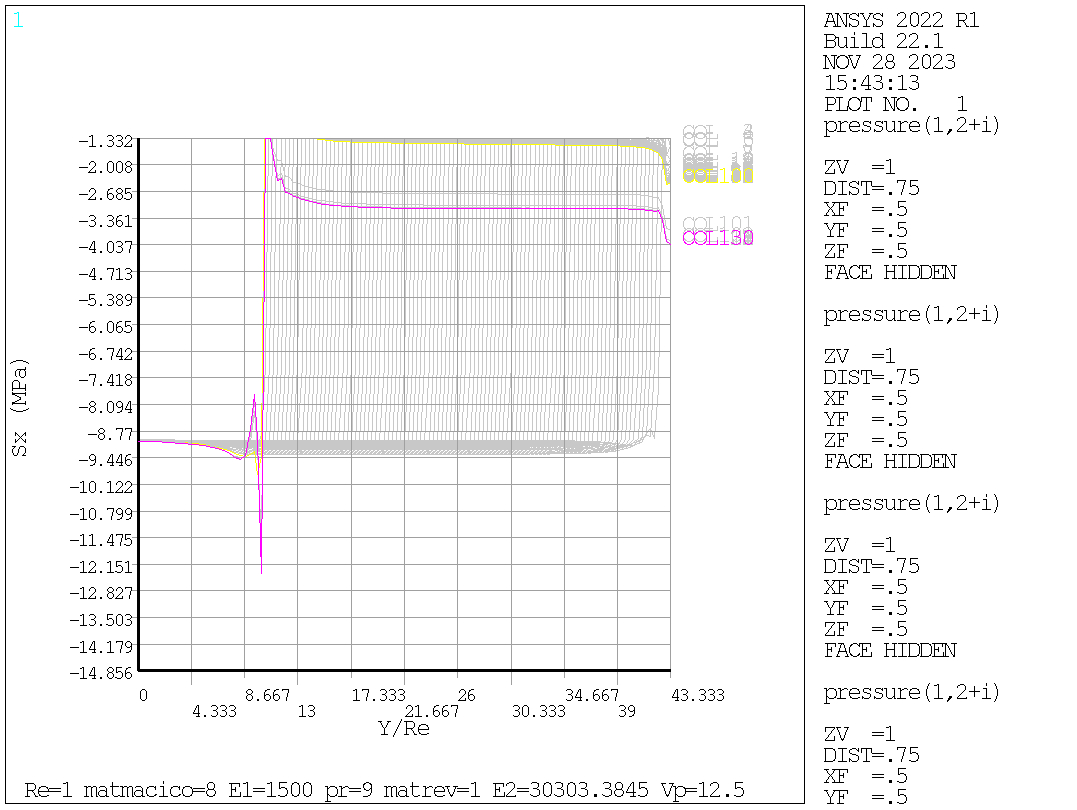 1
ANSYS 2022 R1
Build 22.1
NOV 28 2023
15:43:13
PLOT NO. 1
pressure(1,2+i)
ZV =1
DIST=.75
XF =.5
YF =.5
ZF =.5
FACE HIDDEN
pressure(1,2+i)
ZV =1
DIST=.75
XF =.5
YF =.5
ZF =.5
FACE HIDDEN
pressure(1,2+i)
ZV =1
DIST=.75
XF =.5
YF =.5
ZF =.5
FACE HIDDEN
pressure(1,2+i)
ZV =1
DIST=.75
XF =.5
YF =.5
-1.332
-2.008
-2.685
-3.361
-4.037
-4.713
-5.389
-6.065
-6.742
-7.418
-8.094
-8.77
-9.446
-10.122
-10.799
-11.475
-12.151
-12.827
-13.503
-14.179
-14.856
Sx (MPa)
0
4.333
8.667
13
17.333
21.667
26
30.333
34.667
39
43.333
Y/Re
COL100
COL101
COL130
Re=1 matmacico=8 E1=1500 pr=9 matrev=1 E2=30303.3845 Vp=12.5